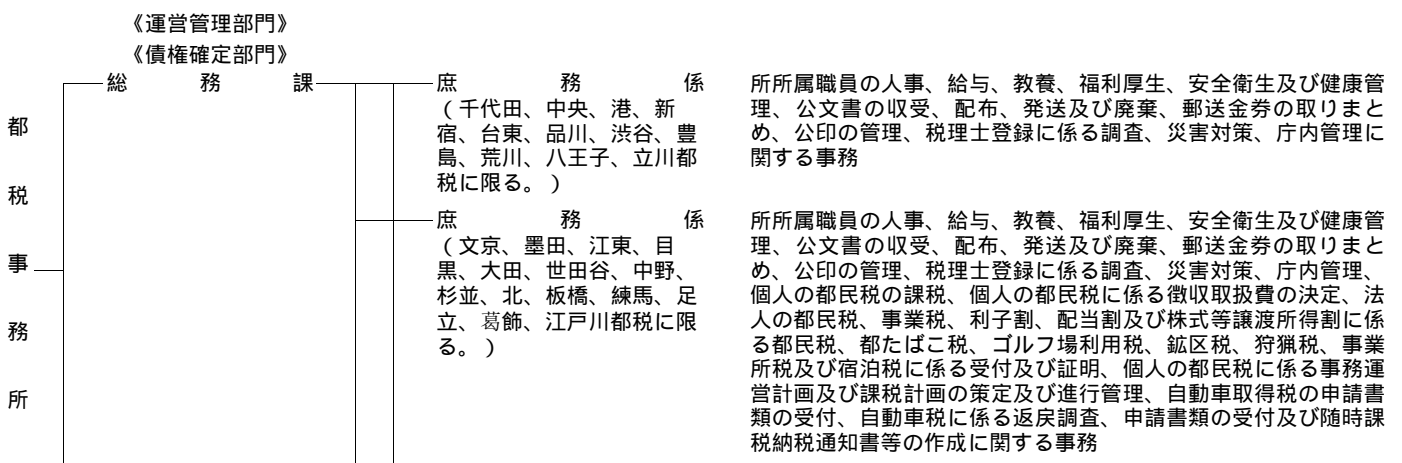 《運営管理部門》
《債権確定部門》
都税事務所
総務課
庶務係
(千代田、中央、港、新
宿、台東、品川、渋谷、豊
島、荒川、八王子、立川都
税に限る。)
所所属職員の人事、給与、教養、福利厚生、安全衛生及び健康管
理、公文書の収受、配布、発送及び廃棄、郵送金券の取りまと
め、公印の管理、税理士登録に係る調査、災害対策、庁内管理に
関する事務
庶務係
(文京、墨田、江東、目
黒、大田、世田谷、中野、
杉並、北、板橋、練馬、足
立、葛飾、江戸川都税に限
る。)
所所属職員の人事、給与、教養、福利厚生、安全衛生及び健康管
理、公文書の収受、配布、発送及び廃棄、郵送金券の取りまと
め、公印の管理、税理士登録に係る調査、災害対策、庁内管理、
個人の都民税の課税、個人の都民税に係る徴収取扱費の決定、法
人の都民税、事業税、利子割、配当割及び株式等譲渡所得割に係
る都民税、都たばこ税、ゴルフ場利用税、鉱区税、狩猟税、事業
所税及び宿泊税に係る受付及び証明、個人の都民税に係る事務運
営計画及び課税計画の策定及び進行管理、自動車取得税の申請書
類の受付、自動車税に係る返戻調査、申請書類の受付及び随時課
税納税通知書等の作成に関する事務